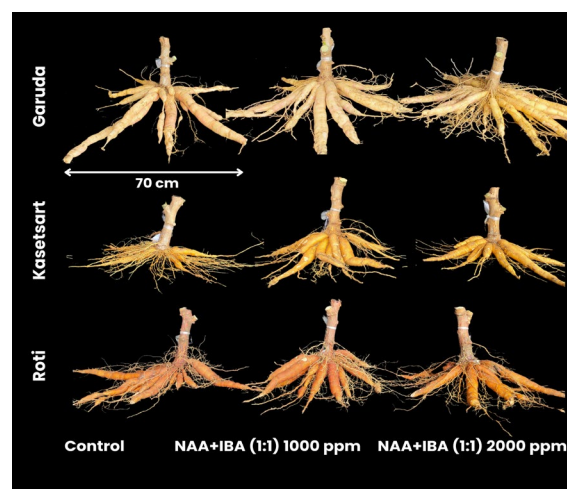 Garuda
70 cm
Kasetsart
Roti
Control
NAA+IBA (1:1) 1000 ppm
NAA+IBA (1:1) 2000 ppm